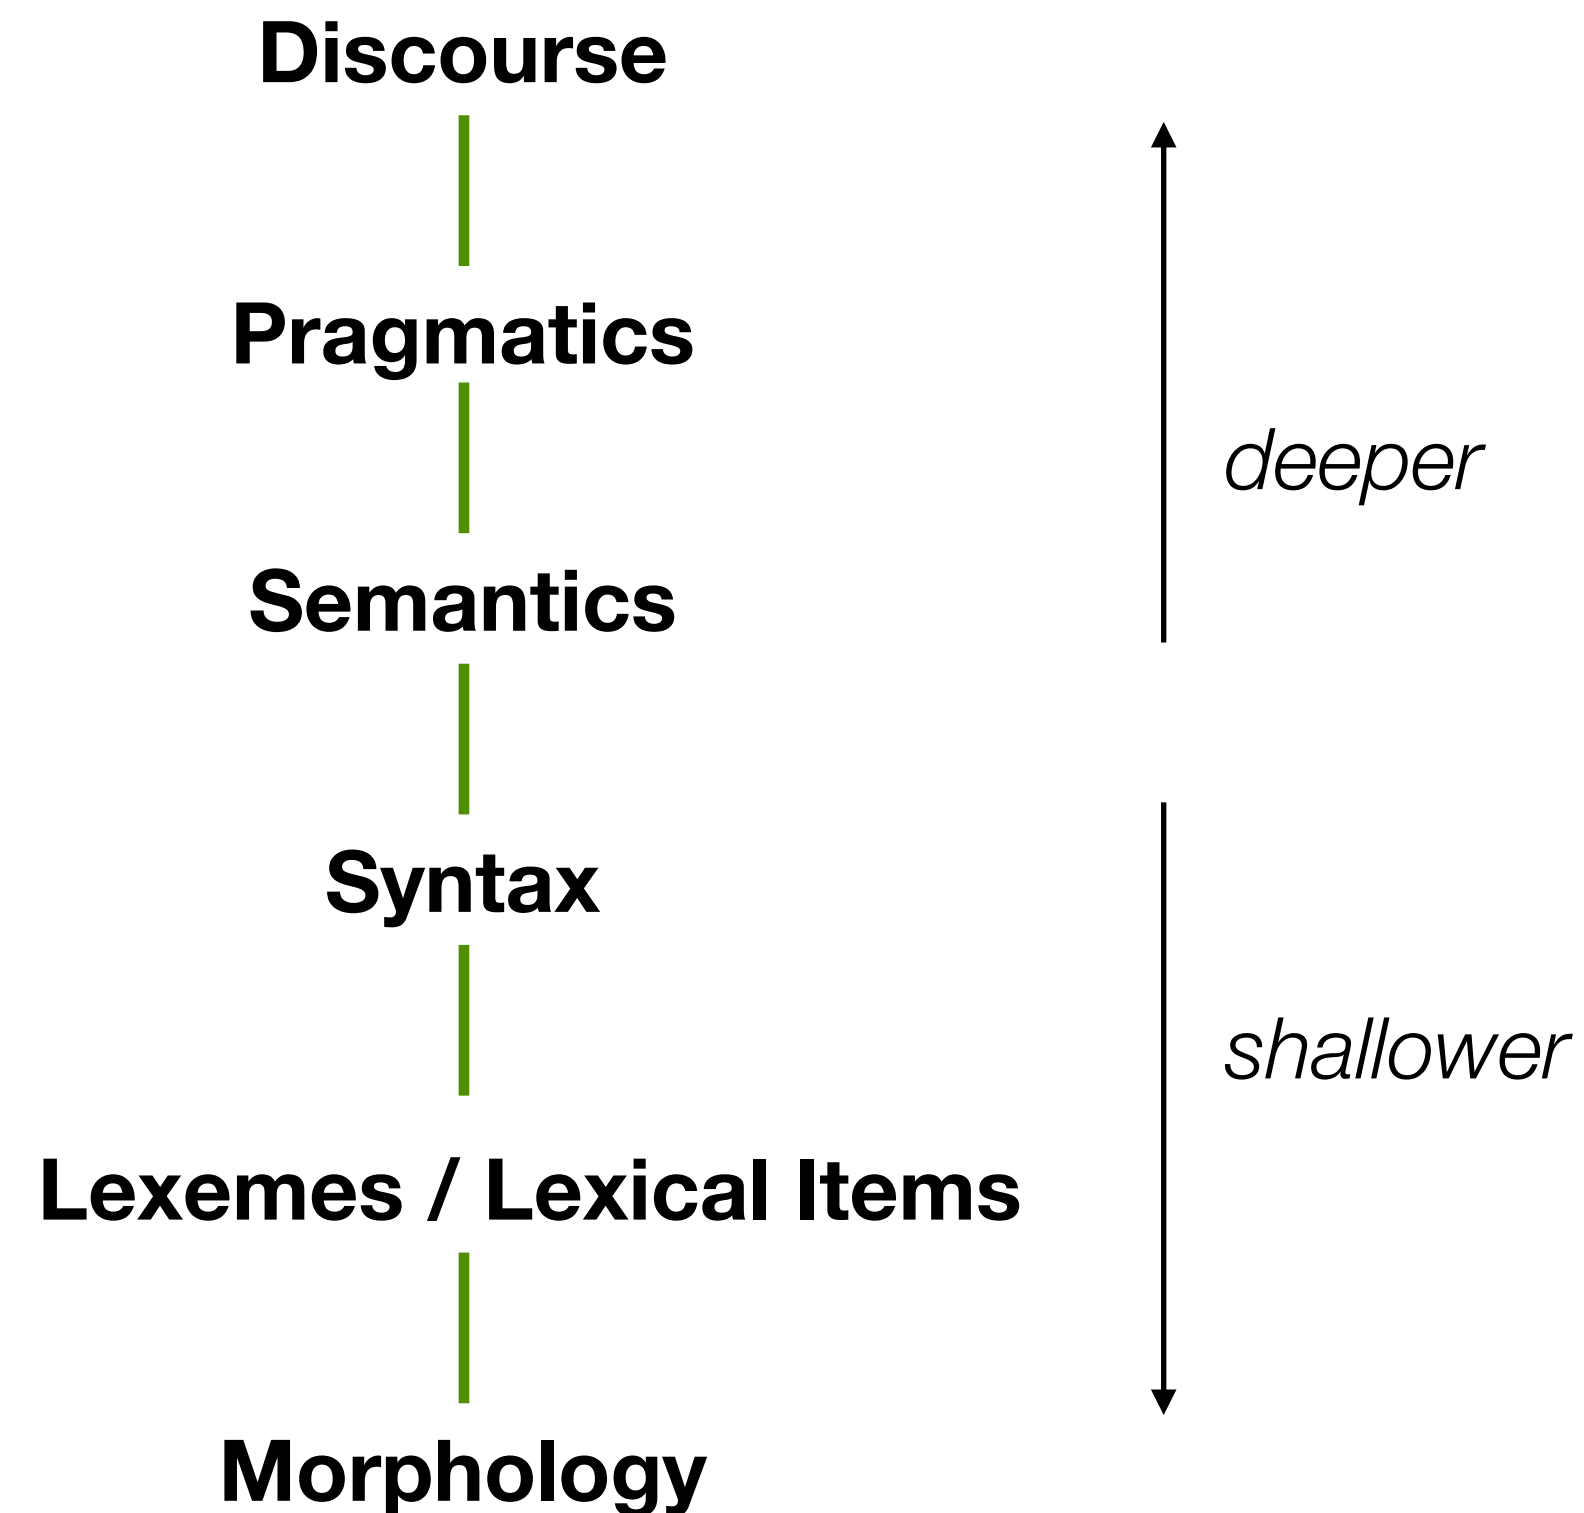 Discourse
Pragmatics
deeper
Semantics
Syntax
shallower
Lexemes / Lexical Items
Morphology